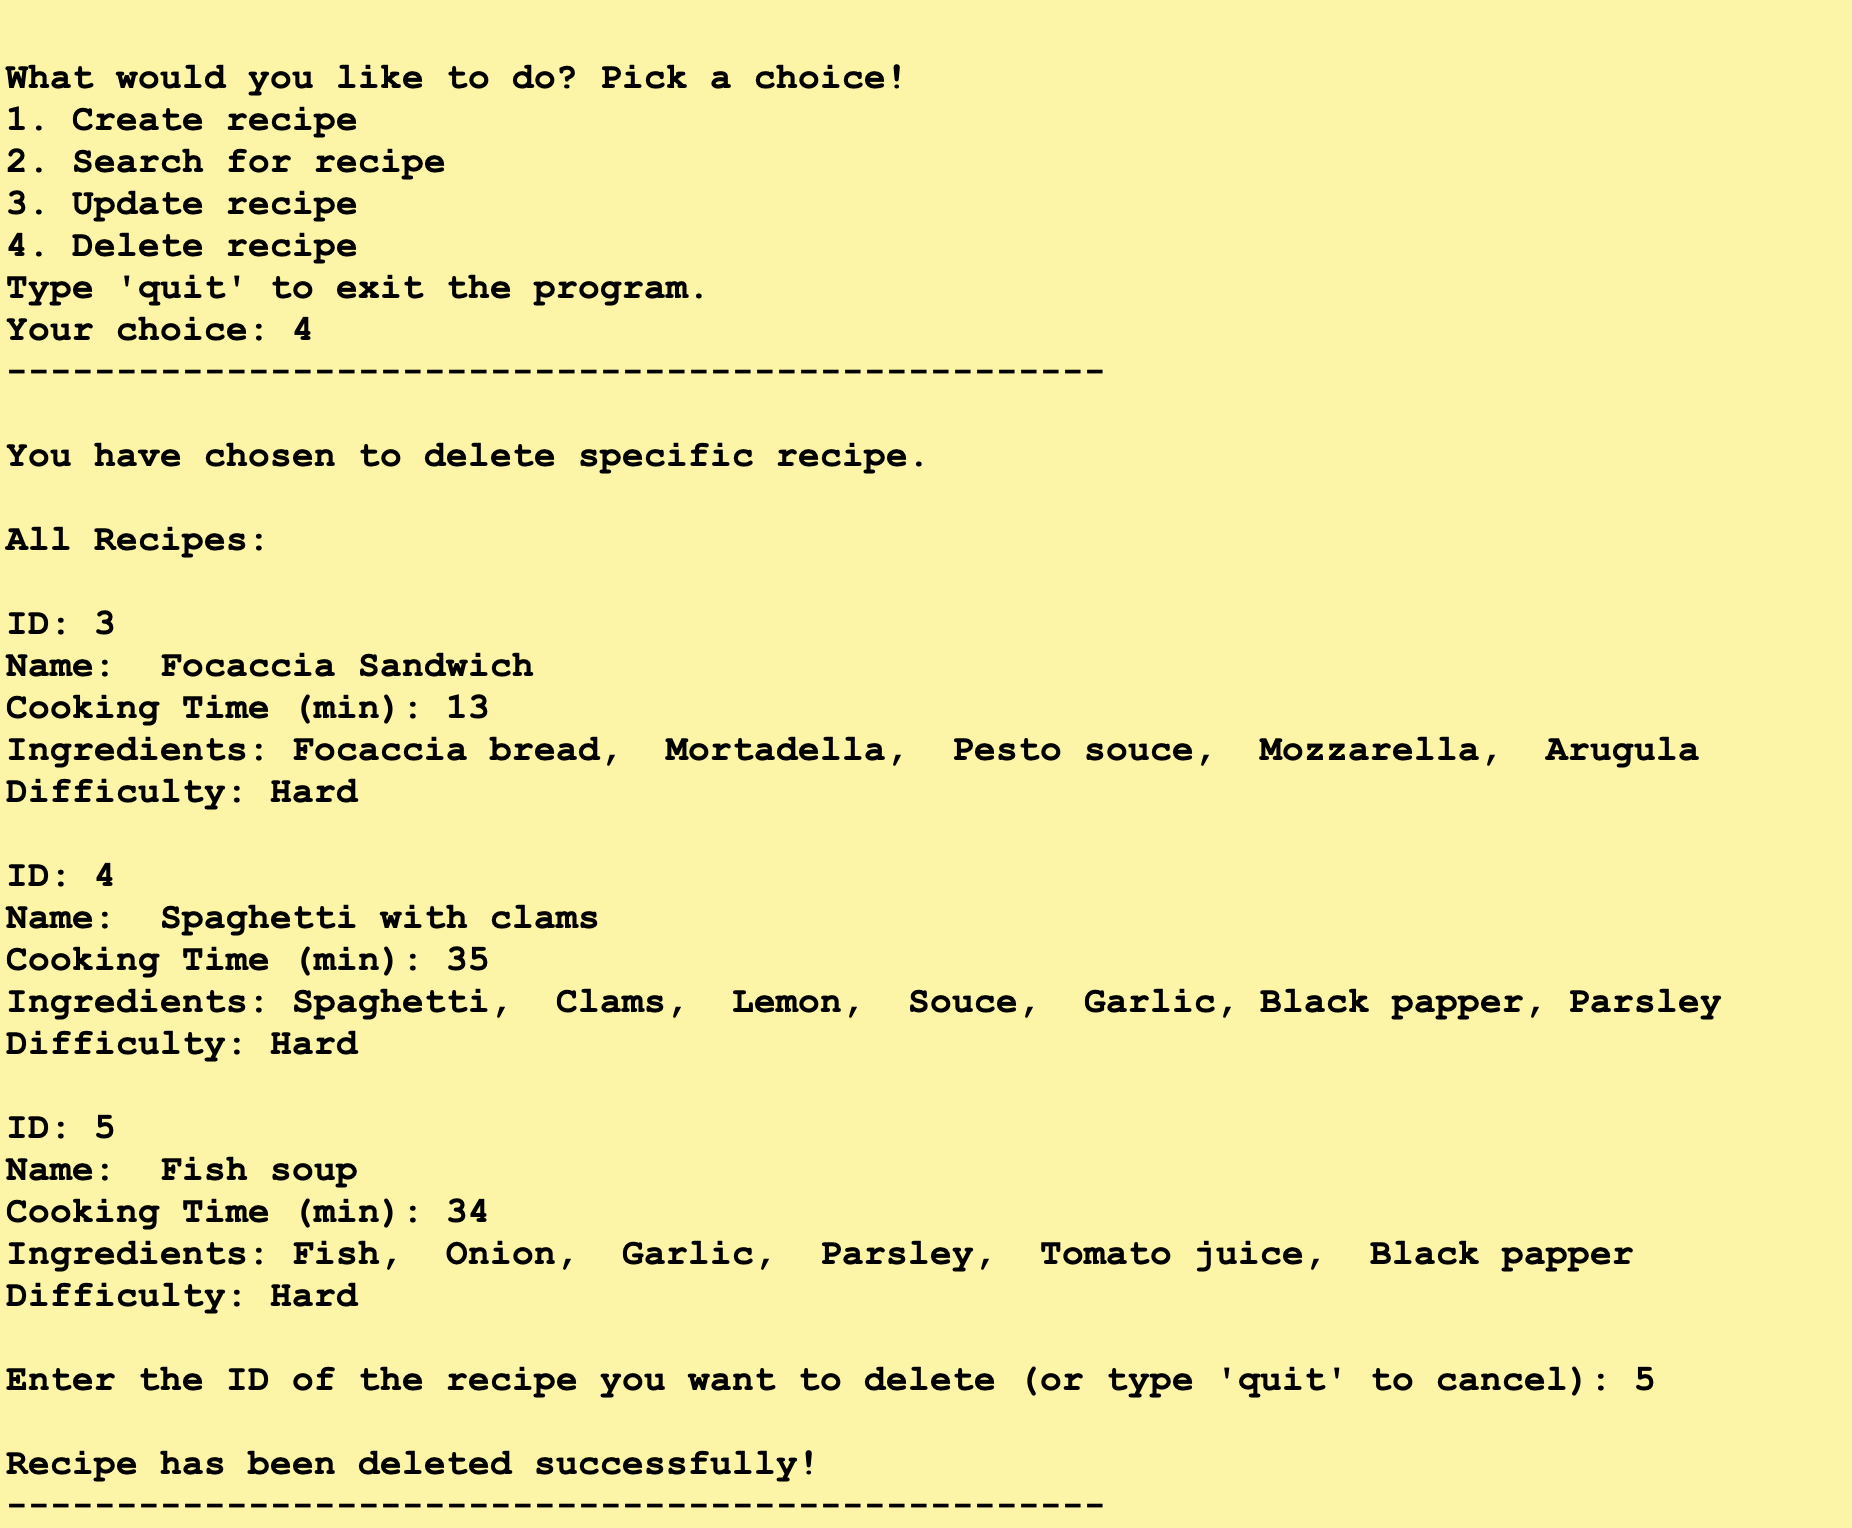 What would you like to do? Pick a choice!
1. Create recipe
2. Search for recipe
3. Update recipe
4. Delete recipe
Type 'quit' to exit the program.
Your choice: 4
--------------------------------------------------
You have chosen to delete specific recipe.
All Recipes:
ID: 3
Name:  Focaccia Sandwich
Cooking Time (min): 13
Ingredients: Focaccia bread,  Mortadella,  Pesto souce,  Mozzarella,  Arugula
Difficulty: Hard
ID: 4
Name:  Spaghetti with clams
Cooking Time (min): 35
Ingredients: Spaghetti,  Clams,  Lemon,  Souce,  Garlic, Black papper, Parsley
Difficulty: Hard
ID: 5
Name:  Fish soup
Cooking Time (min): 34
Ingredients: Fish,  Onion,  Garlic,  Parsley,  Tomato juice,  Black papper
Difficulty: Hard
Enter the ID of the recipe you want to delete (or type 'quit' to cancel): 5
Recipe has been deleted successfully!
--------------------------------------------------